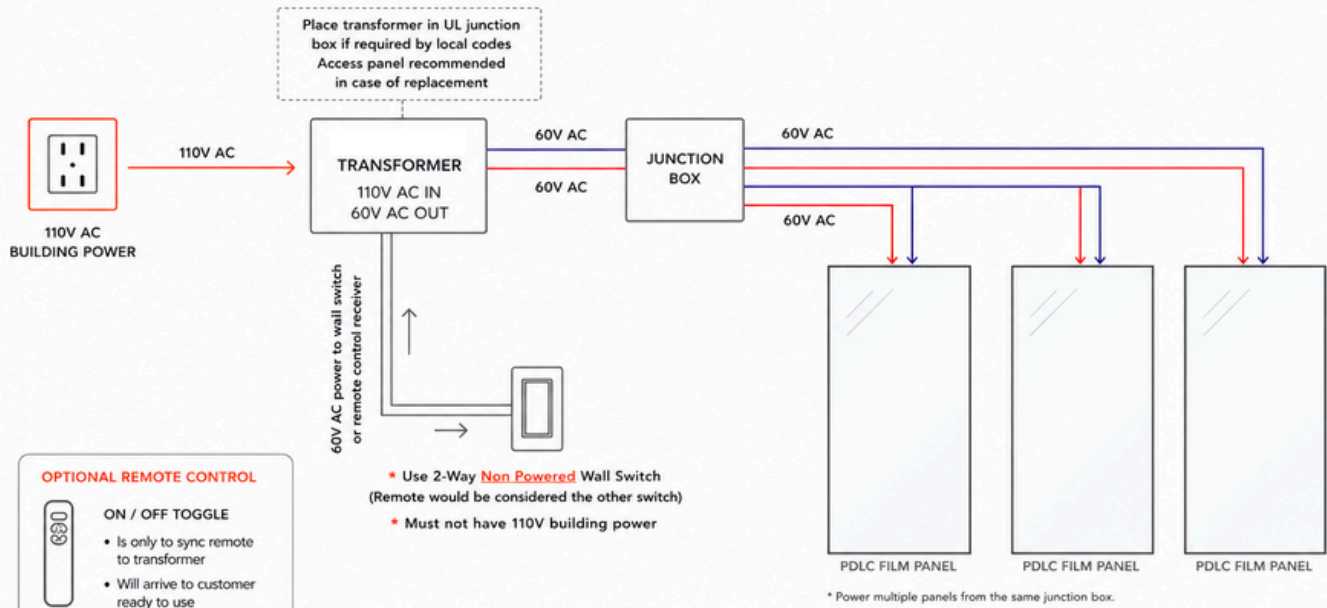 Place transformer in UL junction
box if required by local codes
Access panel recommended
in case of replacement
110V AC
BUILDING POWER
110V AC
TRANSFORMER
110V AC IN
60V AC OUT
60V AC
60V AC
JUNCTION
BOX
60V AC
60V AC
60V AC power to wall switch
or remote control receiver
* Use 2-Way Non Powered Wall Switch
(Remote would be considered the other switch)
* Must not have 110V building power
OPTIONAL REMOTE CONTROL
ON / OFF TOGGLE
• Is only to sync remote
to transformer
• Will arrive to customer
ready to use
PDLC FILM PANEL
PDLC FILM PANEL
PDLC FILM PANEL
* Power multiple panels from the same junction box.